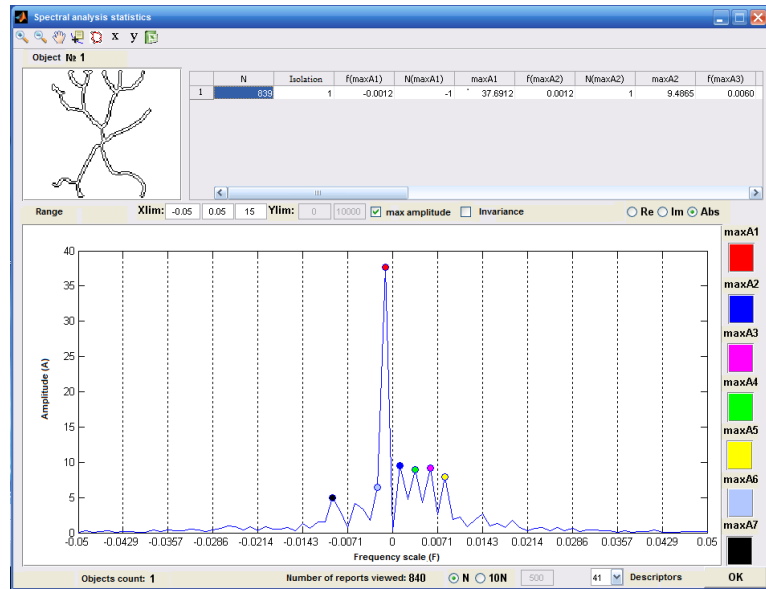 Spectral analysis statistics
x y
Object № 1
N Isolation f(maxA1) N(maxA1) maxA1 f(maxA2) N(maxA2) maxA2 f(maxA3)
1 839 1 -0.0012 -1 37.6912 0.0012 1 9.4865 0.0060
Range Xlim: -0.05 0.05 15 Ylim: 0 10000 max amplitude Invariance Re Im Abs
maxA1
maxA2
maxA3
maxA4
maxA5
maxA6
maxA7
40
35
30
25
20
15
10
5
0
Amplitude (A)
-0.05 -0.0429 -0.0357 -0.0286 -0.0214 -0.0143 -0.0071 0 0.0071 0.0143 0.0214 0.0286 0.0357 0.0429 0.05
Frequency scale (F)
Objects count: 1 Number of reports viewed: 840 N 10N 500 41 Descriptors OK